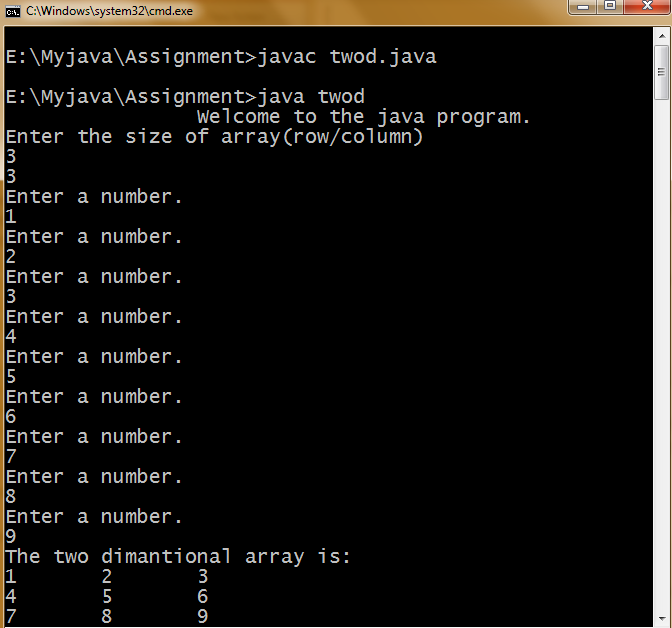 C:\Windows\system32\cmd.exe
E:\Myjava\Assignment>javac twod.java
E:\Myjava\Assignment>java twod
Welcome to the java program.
Enter the size of array(row/column)
3
3
Enter a number.
1
Enter a number.
2
Enter a number.
3
Enter a number.
4
Enter a number.
5
Enter a number.
6
Enter a number.
7
Enter a number.
8
Enter a number.
9
The two dimantional array is:
1 2 3
4 5 6
7 8 9